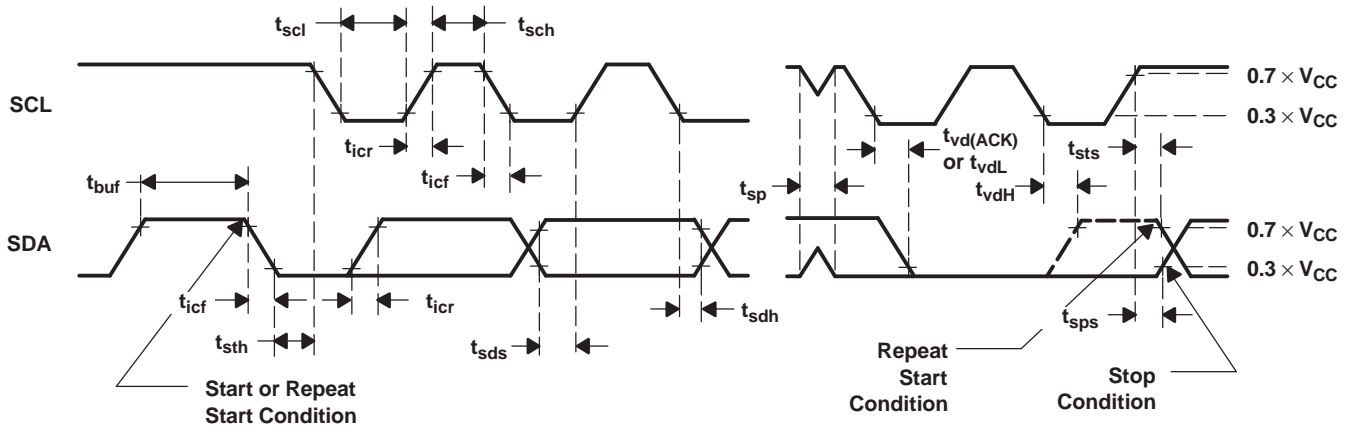 t_scl
t_sch
SCL
0.7 × V_CC
0.3 × V_CC
t_icr
t_icf
t_buf
t_sp
t_vd(ACK)
or t_vdL
t_vdH
t_sts
SDA
0.7 × V_CC
0.3 × V_CC
t_icf
t_icr
t_sth
t_sds
t_sdh
t_sps
Start or Repeat
Start Condition
Repeat
Start
Condition
Stop
Condition